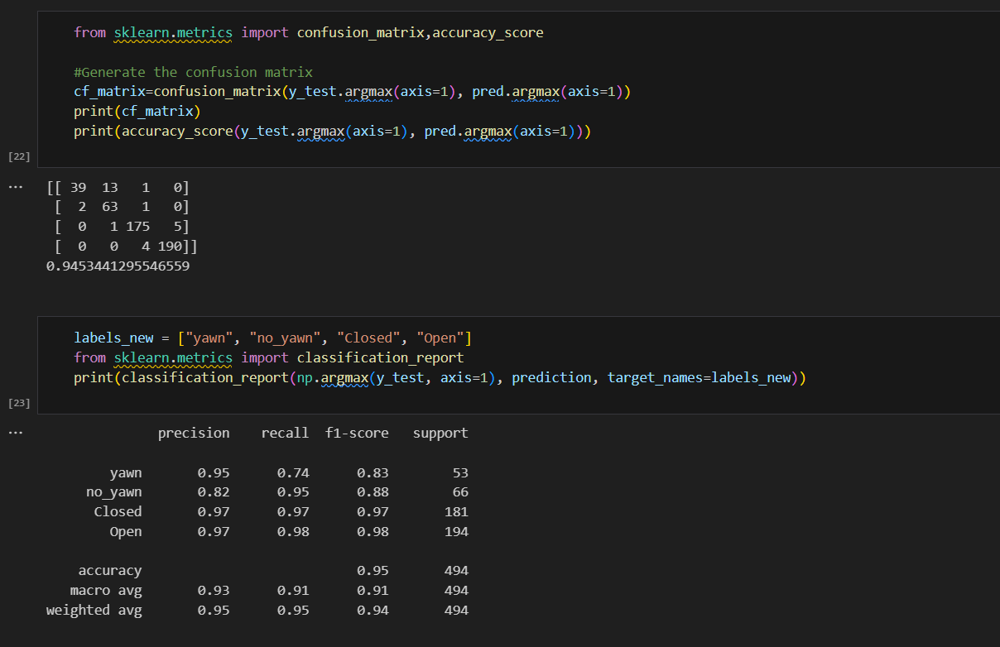 from sklearn.metrics import confusion_matrix,accuracy_score
#Generate the confusion matrix
cf_matrix=confusion_matrix(y_test.argmax(axis=1), pred.argmax(axis=1))
print(cf_matrix)
print(accuracy_score(y_test.argmax(axis=1), pred.argmax(axis=1)))
[22]
... [[ 39 13 1 0]
[ 2 63 1 0]
[ 0 1 175 5]
[ 0 0 4 190]]
0.9453441295546559
labels_new = ["yawn", "no_yawn", "Closed", "Open"]
from sklearn.metrics import classification_report
print(classification_report(np.argmax(y_test, axis=1), prediction, target_names=labels_new))
[23]
... precision recall f1-score support
yawn 0.95 0.74 0.83 53
no_yawn 0.82 0.95 0.88 66
Closed 0.97 0.97 0.97 181
Open 0.97 0.98 0.98 194
accuracy 0.95 494
macro avg 0.93 0.91 0.91 494
weighted avg 0.95 0.95 0.94 494